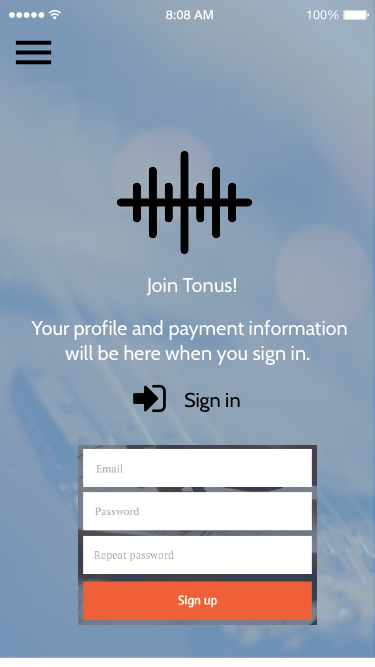 8:08 AM 100%
Join Tonus!
Your profile and payment information
will be here when you sign in.
Sign in
Email
Password
Repeat password
Sign up